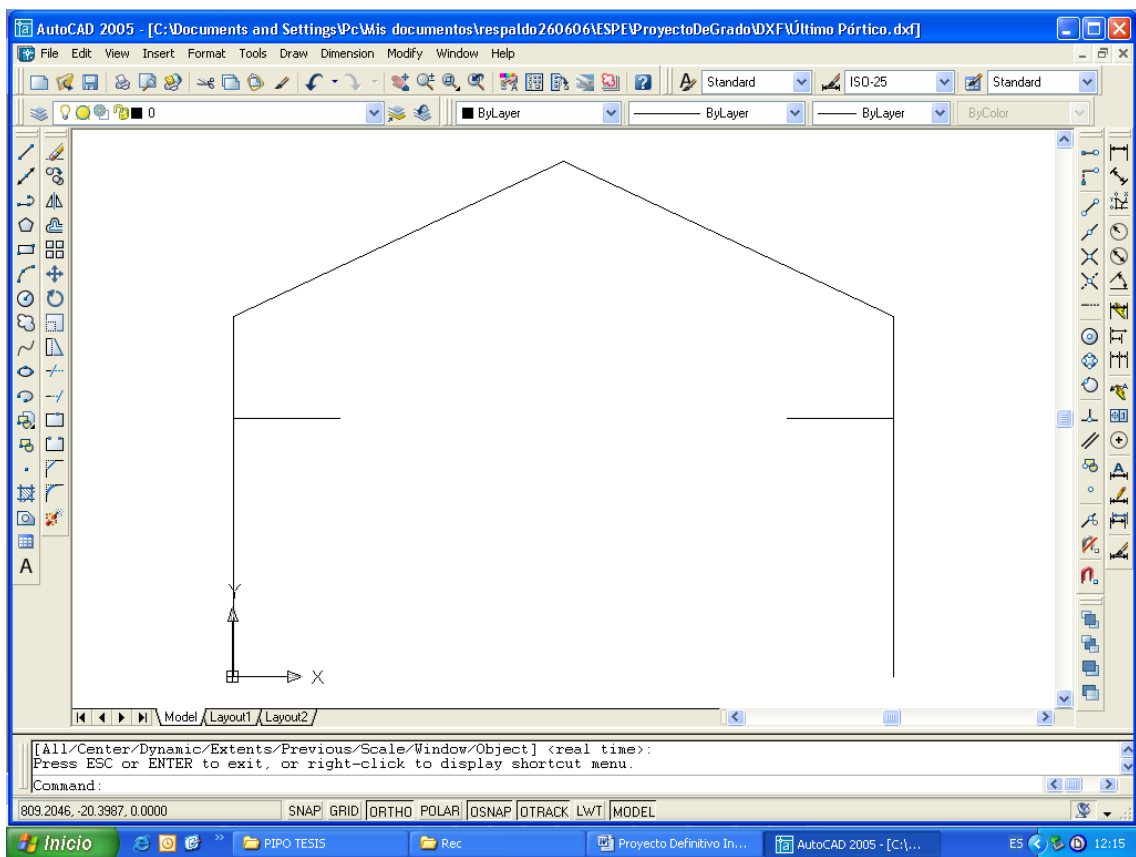 AutoCAD 2005 - [C:\Documents and Settings\Pc\Mis documentos\respaldo260606\ESPE\ProyectoDeGrado\DXF\Último Pórtico.dxf]
File Edit View Insert Format Tools Draw Dimension Modify Window Help
Standard ISO-25 Standard
0 ByLayer ByLayer ByLayer ByColor
A
Y
X
Model Layout1 Layout2
[All/Center/Dynamic/Extents/Previous/Scale/Window/Object] <real time>:
Press ESC or ENTER to exit, or right-click to display shortcut menu.
Command:
809.2046, -20.3987, 0.0000 SNAP GRID ORTHO POLAR OSNAP OTRACK LWT MODEL
Inicio » PIPO TESIS Rec Proyecto Definitivo In... AutoCAD 2005 - [C:\... ES 12:15